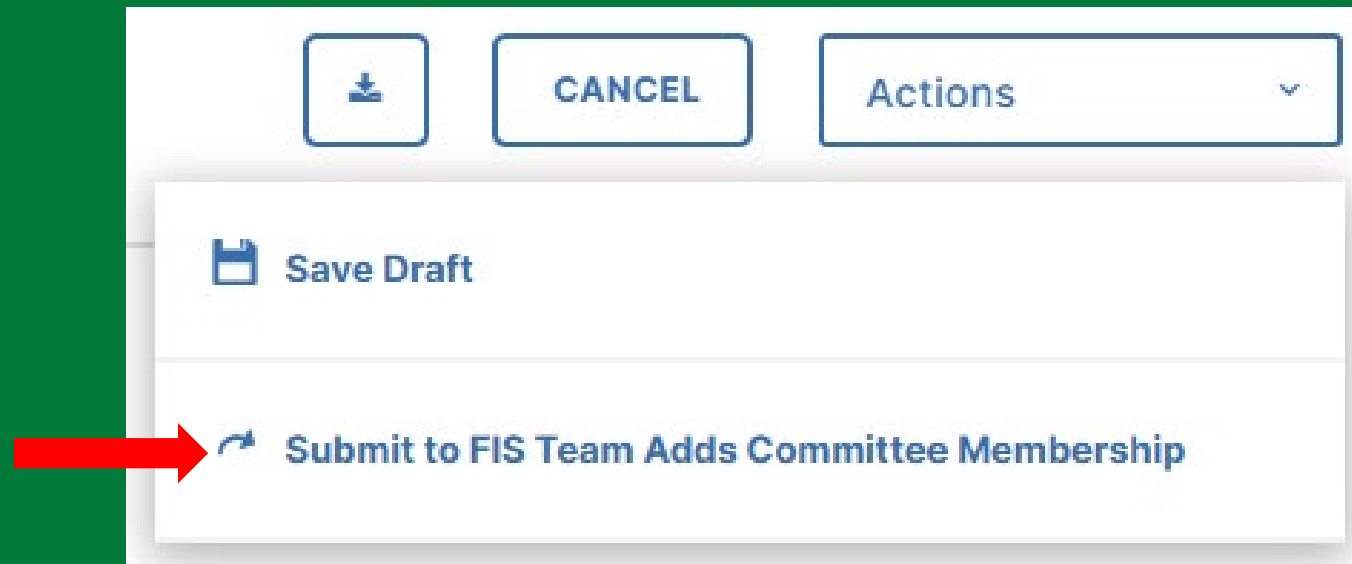 CANCEL
Actions
Save Draft
Submit to FIS Team Adds Committee Membership